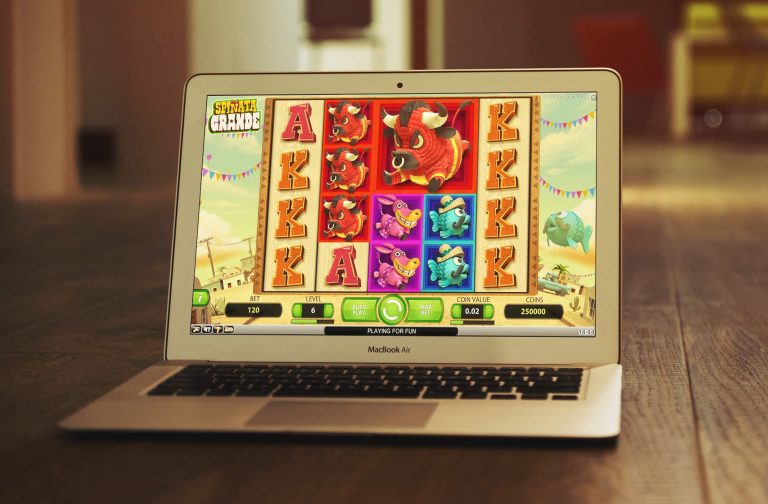 SPIÑATA
GRANDE
A K K K
K K K K
A
i
BET
120
LEVEL
6
AUTO
PLAY
MAX
BET
COIN VALUE
0.02
COINS
250000
PLAYING FOR FUN
14:44
MacBook Air